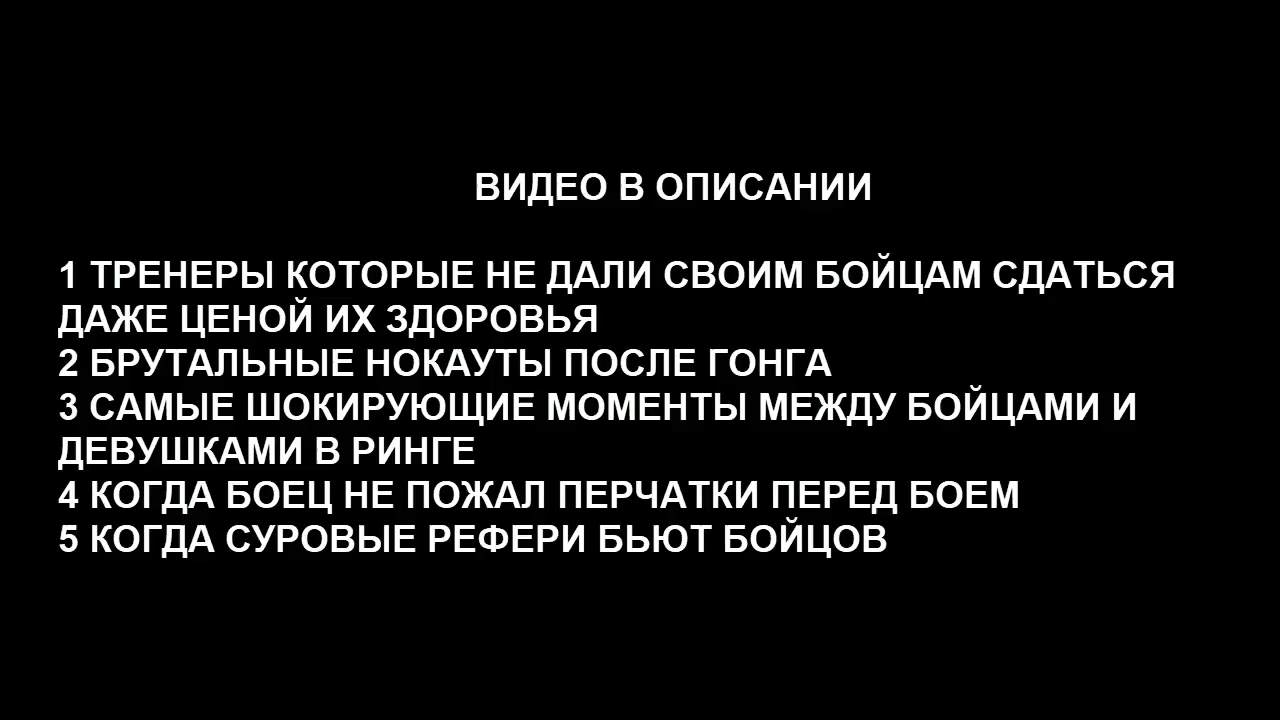 ВИДЕО В ОПИСАНИИ
1 ТРЕНЕРЫ КОТОРЫЕ НЕ ДАЛИ СВОИМ БОЙЦАМ СДАТЬСЯ
ДАЖЕ ЦЕНОЙ ИХ ЗДОРОВЬЯ
2 БРУТАЛЬНЫЕ НОКАУТЫ ПОСЛЕ ГОНГА
3 САМЫЕ ШОКИРУЮЩИЕ МОМЕНТЫ МЕЖДУ БОЙЦАМИ И
ДЕВУШКАМИ В РИНГЕ
4 КОГДА БОЕЦ НЕ ПОЖАЛ ПЕРЧАТКИ ПЕРЕД БОЕМ
5 КОГДА СУРОВЫЕ РЕФЕРИ БЬЮТ БОЙЦОВ